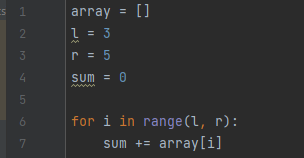 1 array = []
2 l = 3
3 r = 5
4 sum = 0
5
6 for i in range(l, r):
7     sum += array[i]